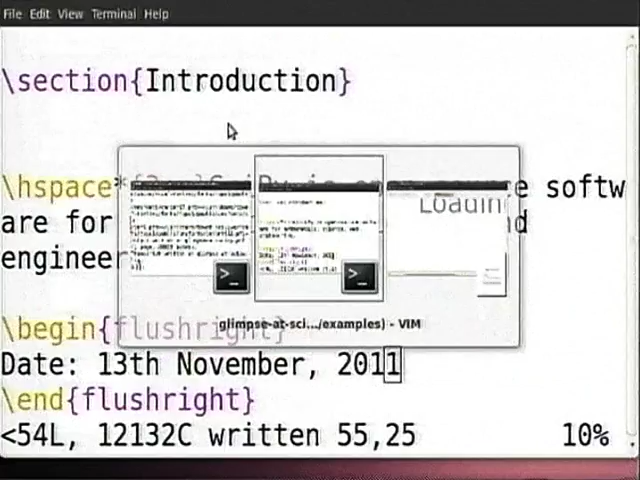 File Edit View Terminal Help
\section{Introduction}
\hspace* softw
are for d
engineer
Loadin
glimpse-at-sci.../examples) - VIM
\begin{flushright}
Date: 13th November, 2011
\end{flushright}
<54L, 12132C written 55,25 10%